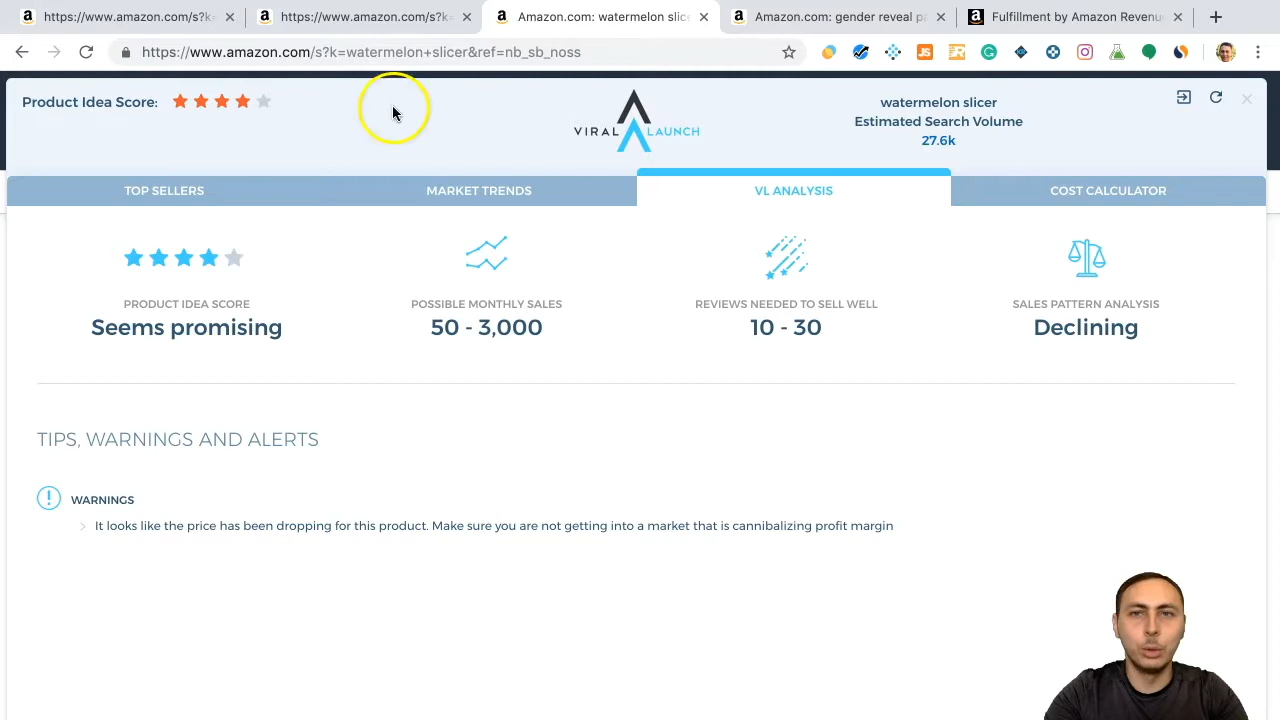 https://www.amazon.com/s?k=
https://www.amazon.com/s?k=
Amazon.com: watermelon slice
Amazon.com: gender reveal pa
Fulfillment by Amazon Revenu
https://www.amazon.com/s?k=watermelon+slicer&ref=nb_sb_noss
Product Idea Score:
VIRAL LAUNCH
watermelon slicer
Estimated Search Volume
27.6k
TOP SELLERS
MARKET TRENDS
VL ANALYSIS
COST CALCULATOR
PRODUCT IDEA SCORE
Seems promising
POSSIBLE MONTHLY SALES
50 - 3,000
REVIEWS NEEDED TO SELL WELL
10 - 30
SALES PATTERN ANALYSIS
Declining
TIPS, WARNINGS AND ALERTS
WARNINGS
It looks like the price has been dropping for this product. Make sure you are not getting into a market that is cannibalizing profit margin